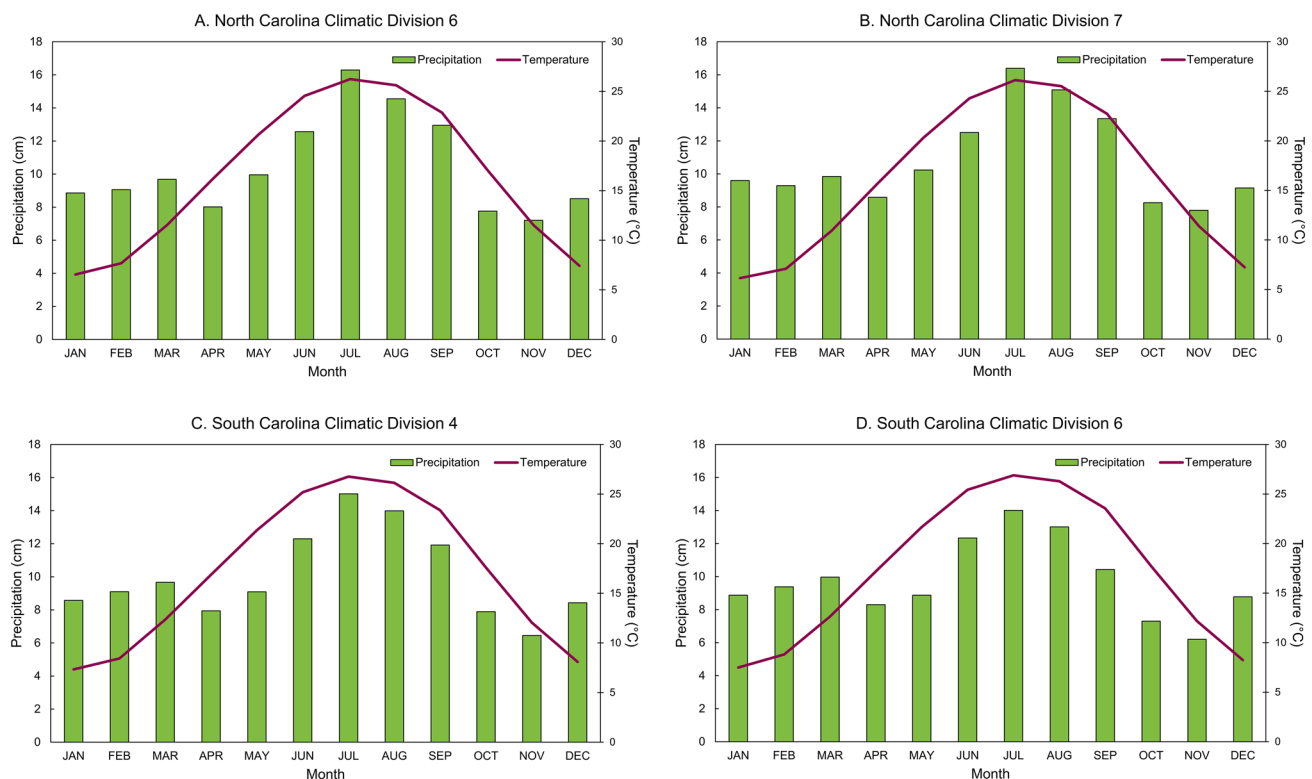 A. North Carolina Climatic Division 6
Precipitation Temperature
18
16
14
12
10
8
6
4
2
0
Precipitation (cm)
30
25
20
15
10
5
0
Temperature (°C)
JAN FEB MAR APR MAY JUN JUL AUG SEP OCT NOV DEC
Month
B. North Carolina Climatic Division 7
Precipitation Temperature
18
16
14
12
10
8
6
4
2
0
Precipitation (cm)
30
25
20
15
10
5
0
Temperature (°C)
JAN FEB MAR APR MAY JUN JUL AUG SEP OCT NOV DEC
Month
C. South Carolina Climatic Division 4
Precipitation Temperature
18
16
14
12
10
8
6
4
2
0
Precipitation (cm)
30
25
20
15
10
5
0
Temperature (°C)
JAN FEB MAR APR MAY JUN JUL AUG SEP OCT NOV DEC
Month
D. South Carolina Climatic Division 6
Precipitation Temperature
18
16
14
12
10
8
6
4
2
0
Precipitation (cm)
30
25
20
15
10
5
0
Temperature (°C)
JAN FEB MAR APR MAY JUN JUL AUG SEP OCT NOV DEC
Month